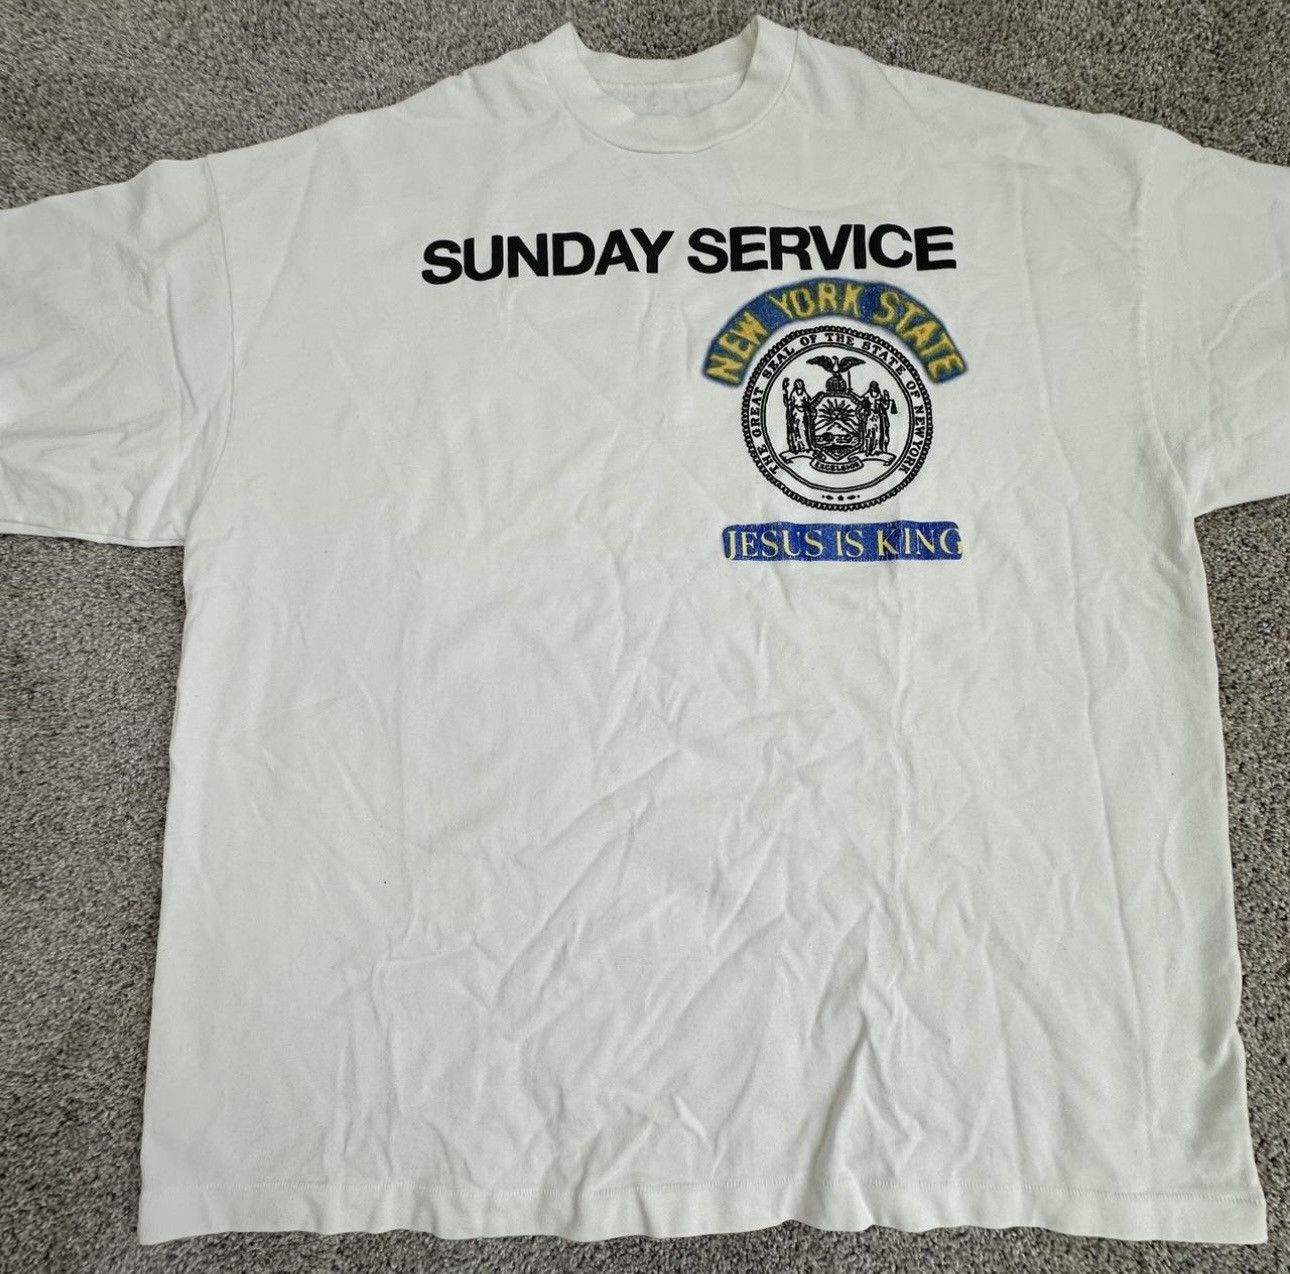 SUNDAY SERVICE
NEW YORK STATE
THE GREAT SEAL OF THE STATE OF NEW YORK
EXCELSIOR
JESUS IS KING